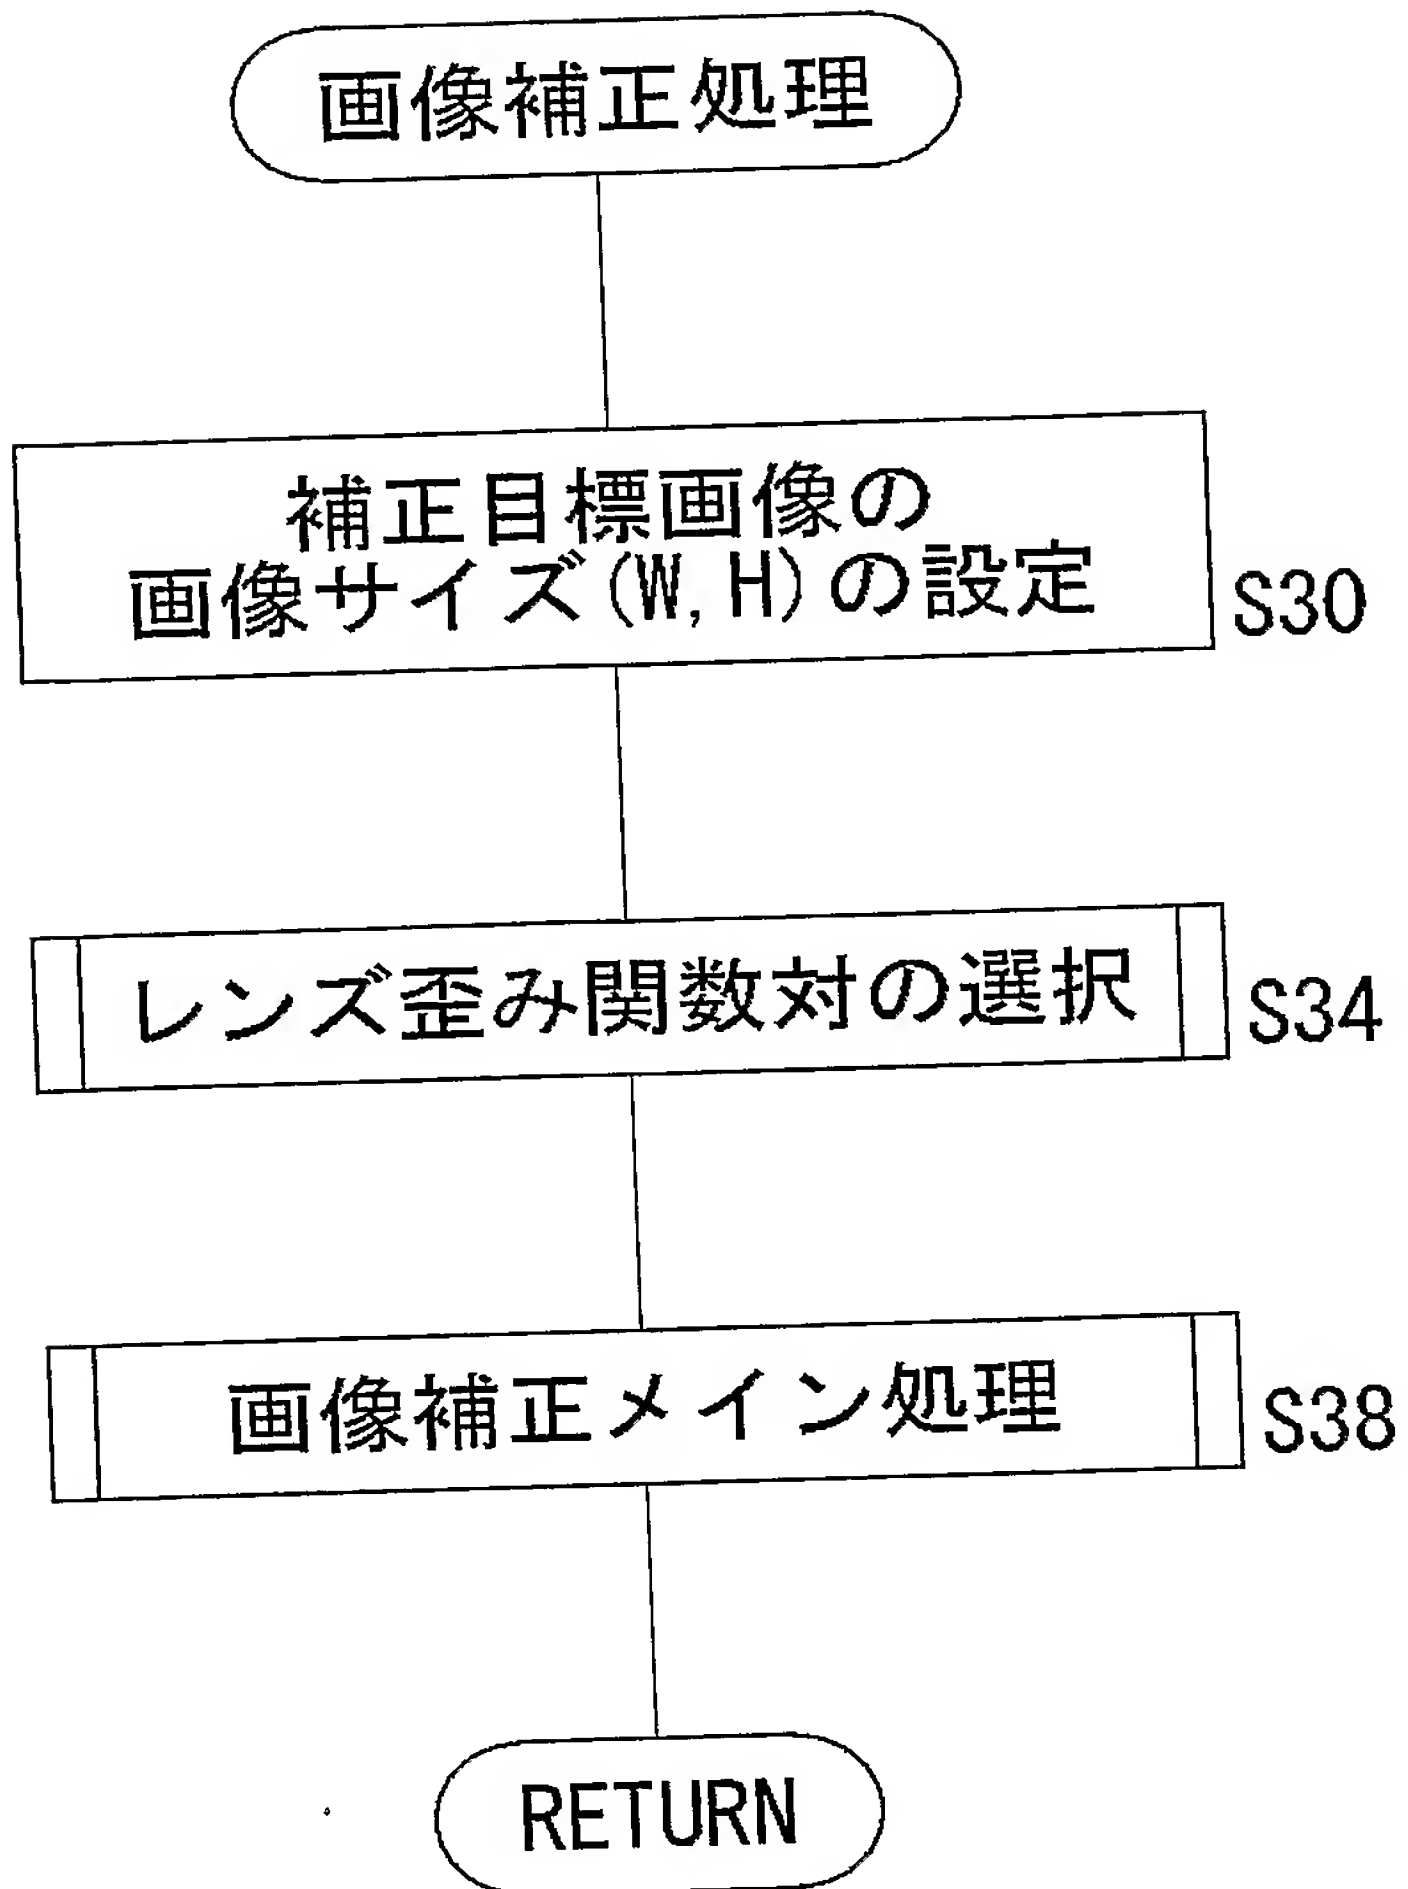 画像補正処理
補正目標画像の
画像サイズ(W,H)の設定
S30
レンズ歪み関数対の選択
S34
画像補正メイン処理
S38
RETURN